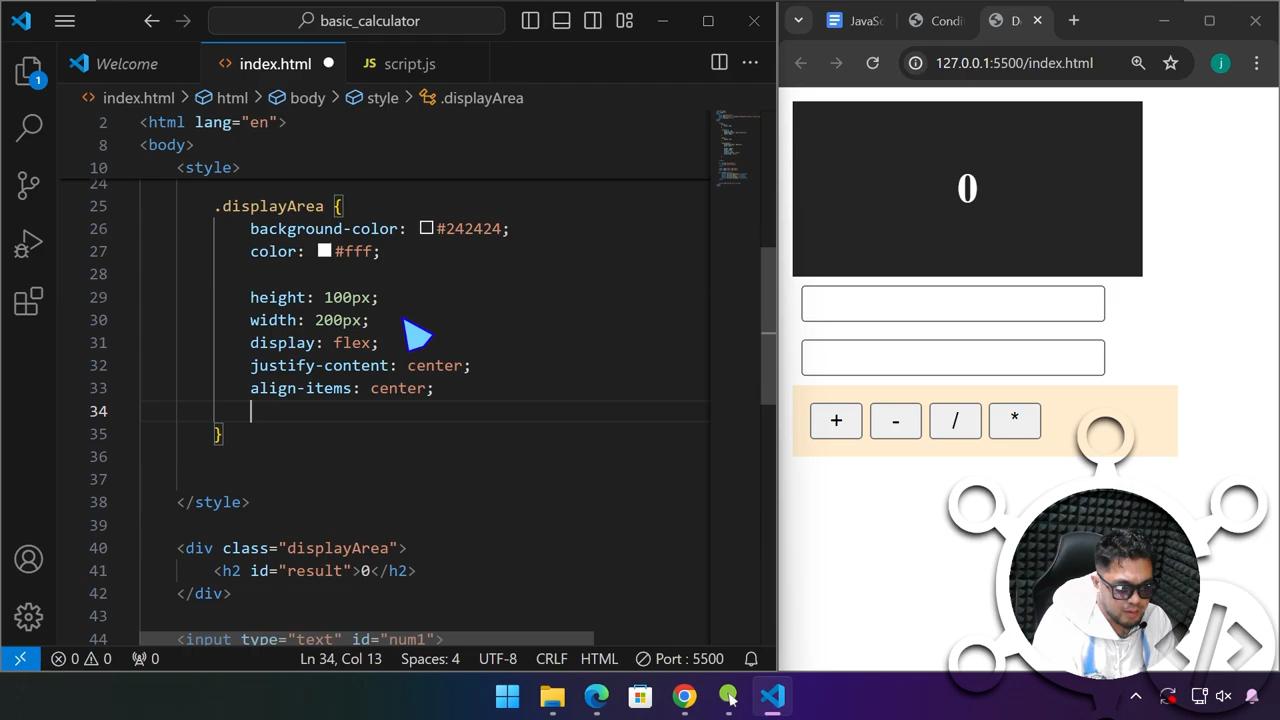 basic_calculator
JavaSc
Condi
D
Welcome
index.html
JS script.js
127.0.0.1:5500/index.html
j
1
index.html > html > body > style > .displayArea
2 <html lang="en">
8 <body>
10 <style>
24
25 .displayArea {
26 background-color: #242424;
27 color: #fff;
28
29 height: 100px;
30 width: 200px;
31 display: flex;
32 justify-content: center;
33 align-items: center;
34
35 }
36
37
38 </style>
39
40 <div class="displayArea">
41 <h2 id="result">0</h2>
42 </div>
43
44 <input type="text" id="num1">
0
+ - / *
0 0 0 Ln 34, Col 13 Spaces: 4 UTF-8 CRLF HTML Port : 5500